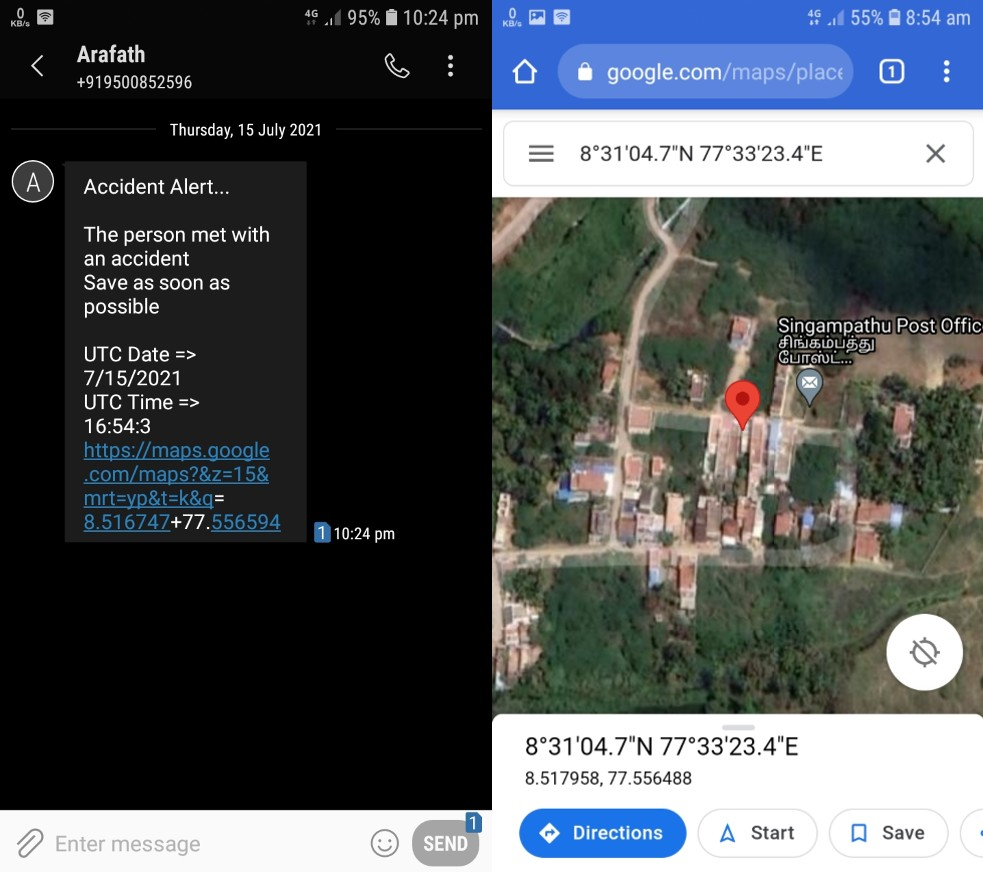 0
KB/s
4G
95%
10:24 pm
Arafath
+919500852596
Thursday, 15 July 2021
A
Accident Alert...
The person met with
an accident
Save as soon as
possible
UTC Date =>
7/15/2021
UTC Time =>
16:54:3
https://maps.google
.com/maps?&z=15&
mrt=yp&t=k&q=
8.516747+77.556594
1 10:24 pm
Enter message
SEND
1
0
KB/s
4G
55%
8:54 am
google.com/maps/place
1
8°31'04.7"N 77°33'23.4"E
Singampathu Post Offic
சிங்கம்பத்து
போஸ்ட்...
8°31'04.7"N 77°33'23.4"E
8.517958, 77.556488
Directions
Start
Save